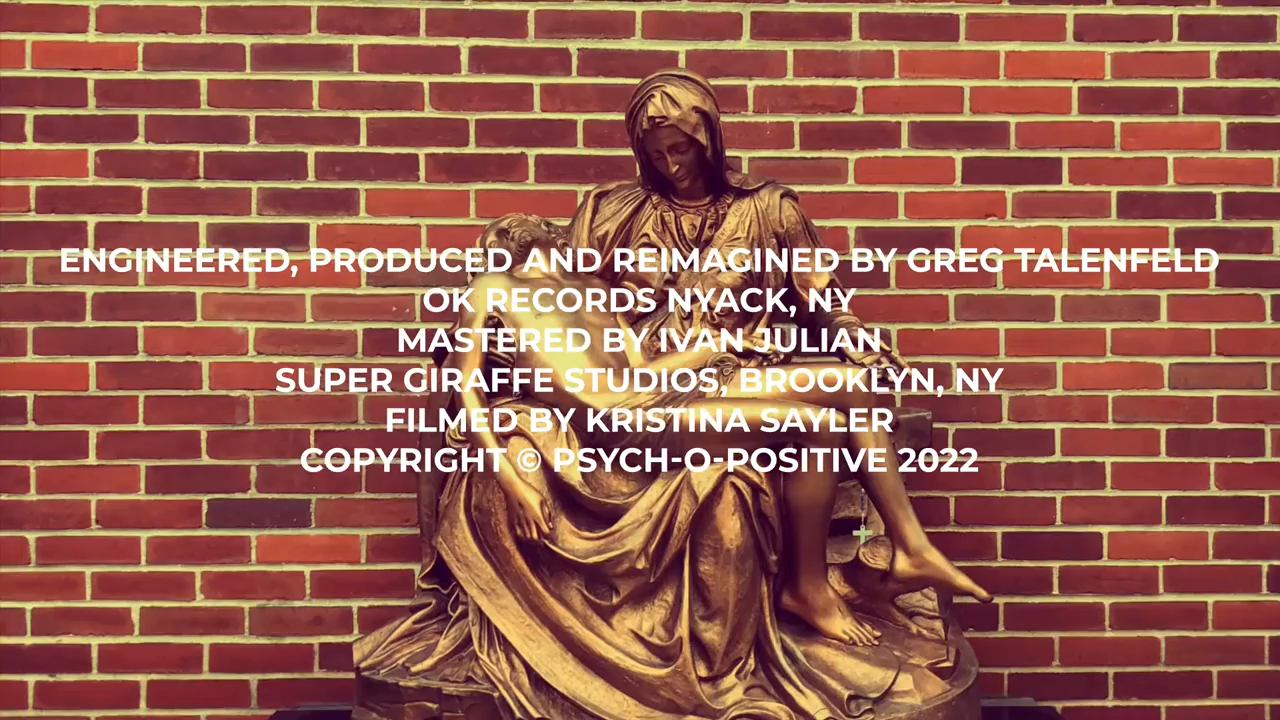 ENGINEERED, PRODUCED AND REIMAGINED BY GREG TALENFELD
OK RECORDS NYACK, NY
MASTERED BY IVAN JULIAN
SUPER GIRAFFE STUDIOS, BROOKLYN, NY
FILMED BY KRISTINA SAYLER
COPYRIGHT © PSYCH-O-POSITIVE 2022